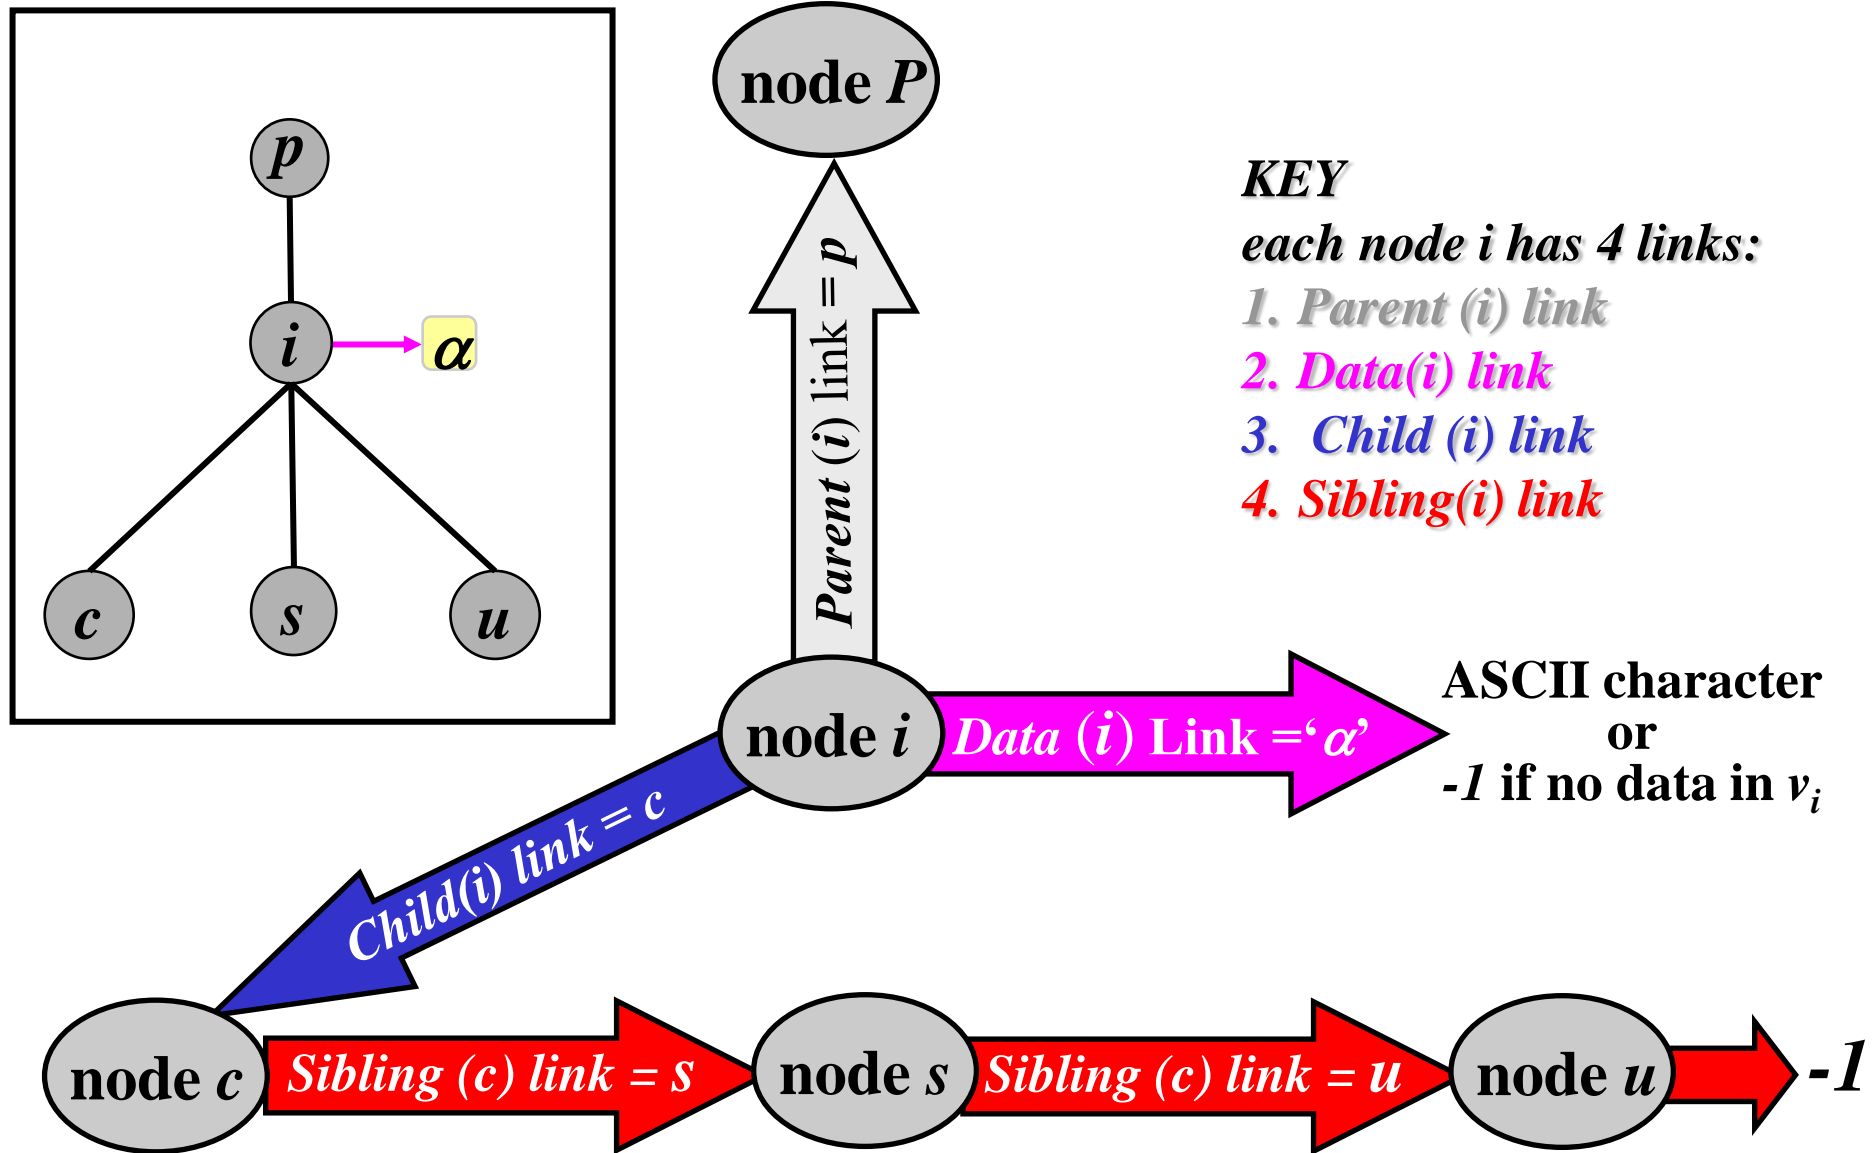 node P
p
i
α
c
s
u
KEY
each node i has 4 links:
1. Parent (i) link
2. Data(i) link
3. Child (i) link
4. Sibling(i) link
Parent (i) link = p
node i
Data (i) Link =‘α’
ASCII character
or
-1 if no data in vᵢ
Child(i) link = c
node c
Sibling (c) link = s
node s
Sibling (c) link = u
node u
-1